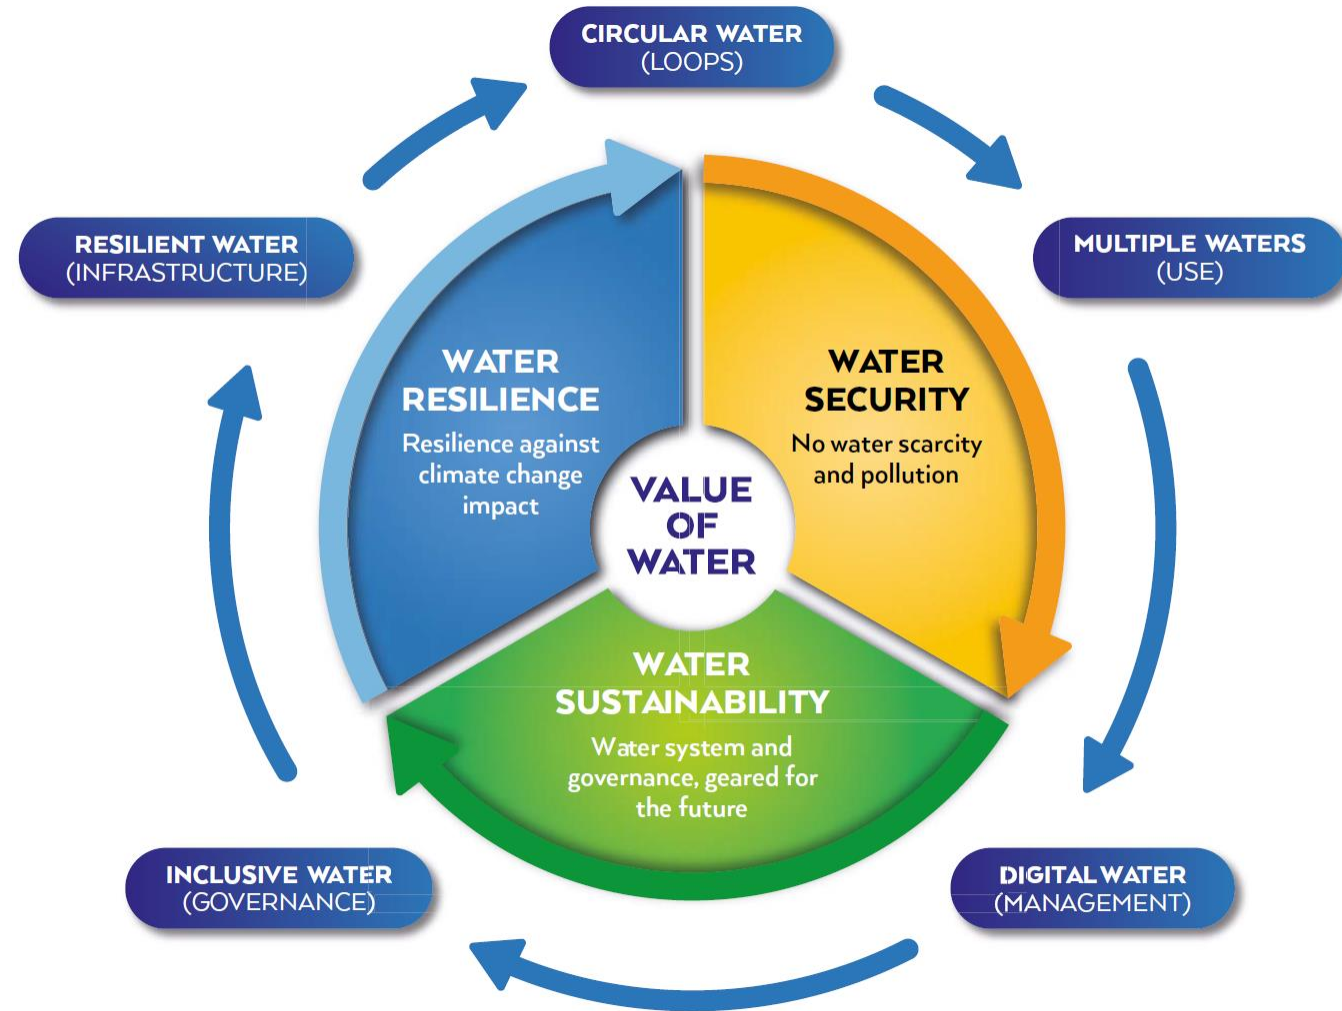 CIRCULAR WATER
(LOOPS)
RESILIENT WATER
(INFRASTRUCTURE)
MULTIPLE WATERS
(USE)
WATER
RESILIENCE
Resilience against
climate change
impact
WATER
SECURITY
No water scarcity
and pollution
VALUE
OF
WATER
WATER
SUSTAINABILITY
Water system and
governance, geared for
the future
INCLUSIVE WATER
(GOVERNANCE)
DIGITAL WATER
(MANAGEMENT)